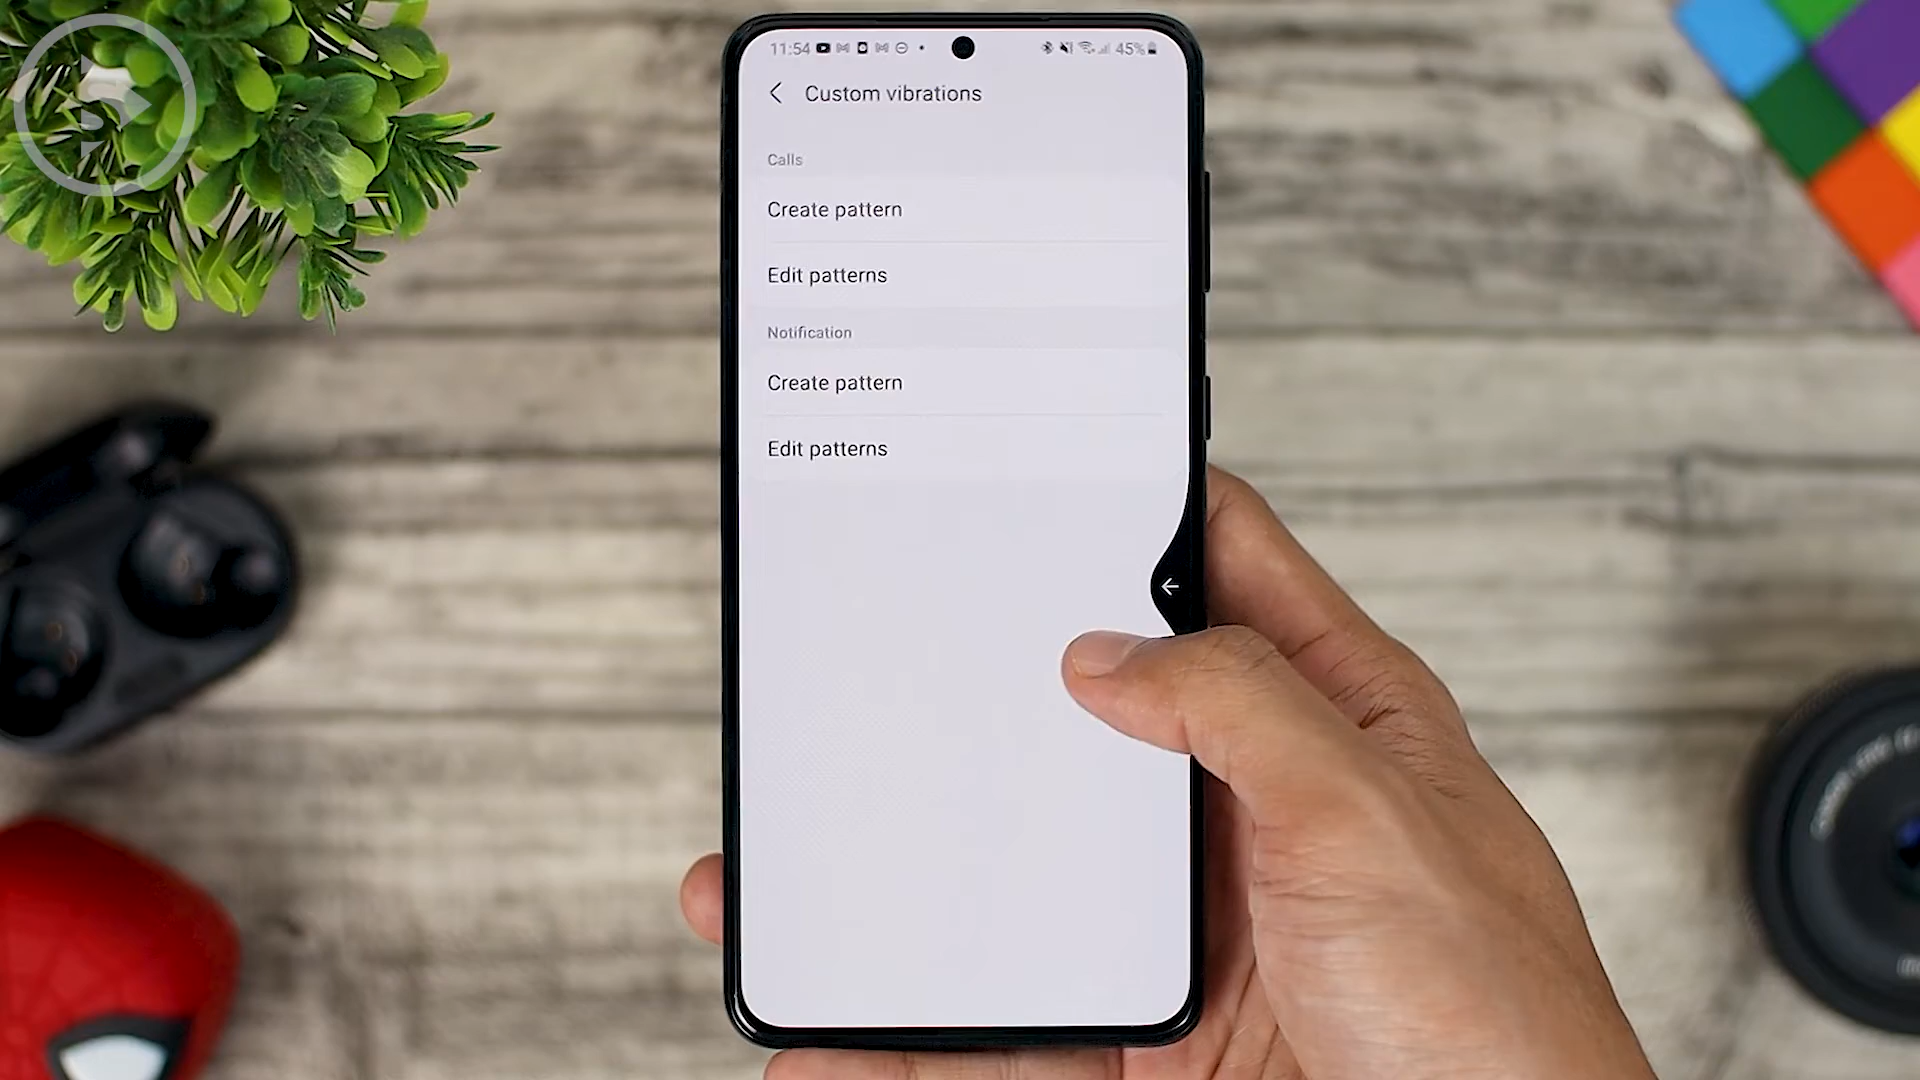 11:54 45%
Custom vibrations
Calls
Create pattern
Edit patterns
Notification
Create pattern
Edit patterns